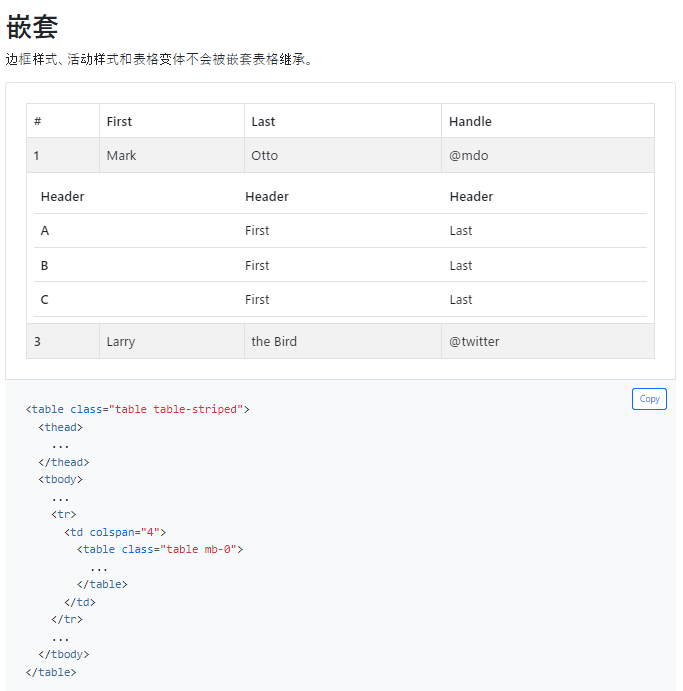 嵌套
边框样式、活动样式和表格变体不会被嵌套表格继承。
# First Last Handle
1 Mark Otto @mdo
Header Header Header
A First Last
B First Last
C First Last
3 Larry the Bird @twitter
Copy
<table class="table table-striped">
  <thead>
    ...
  </thead>
  <tbody>
    ...
    <tr>
      <td colspan="4">
        <table class="table mb-0">
          ...
        </table>
      </td>
    </tr>
    ...
  </tbody>
</table>